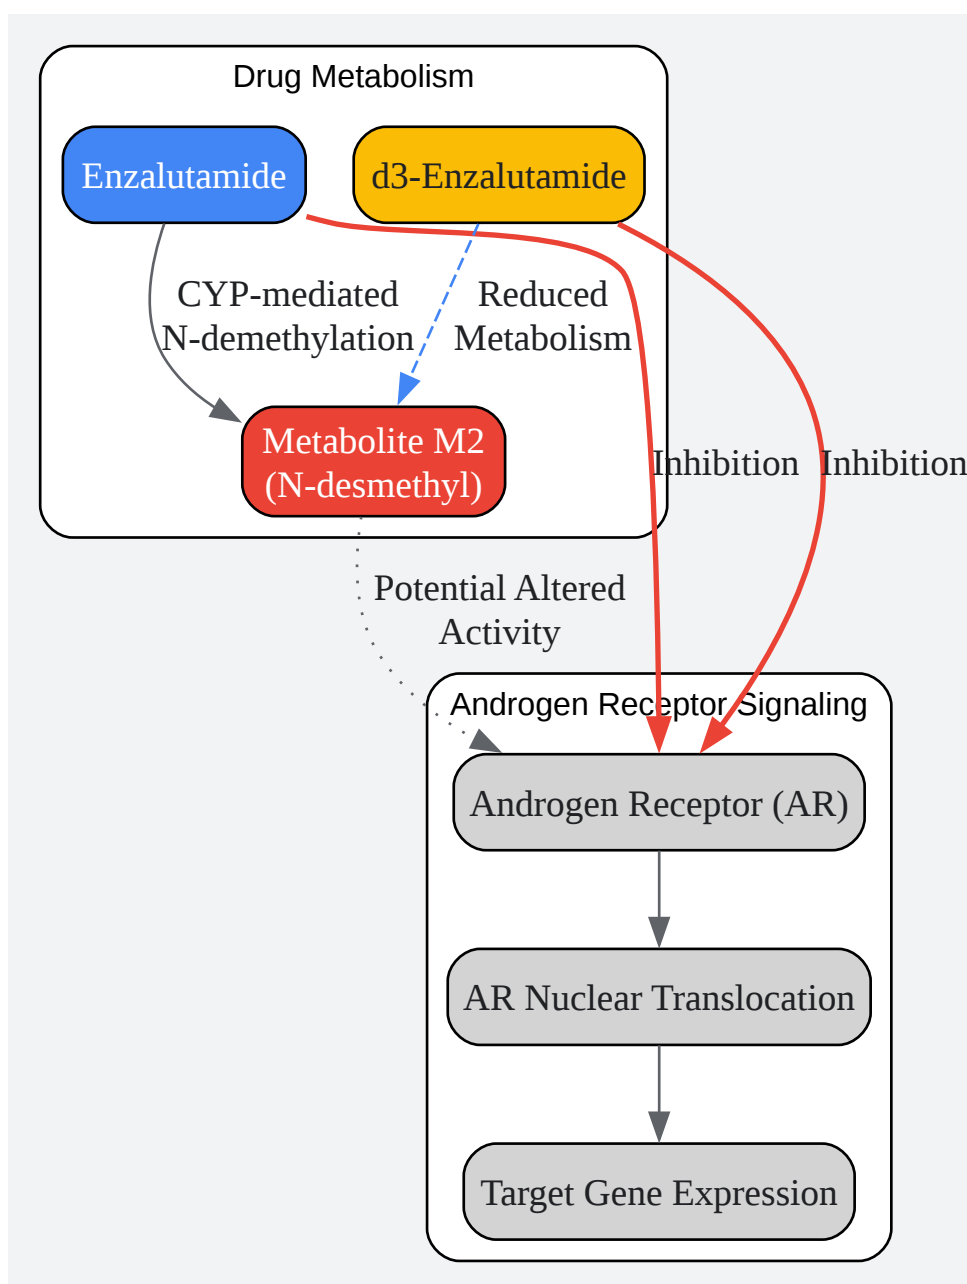 Drug Metabolism
Enzalutamide
d3-Enzalutamide
CYP-mediated
N-demethylation
Reduced
Metabolism
Metabolite M2
(N-desmethyl)
Inhibition
Inhibition
Potential Altered
Activity
Androgen Receptor Signaling
Androgen Receptor (AR)
AR Nuclear Translocation
Target Gene Expression